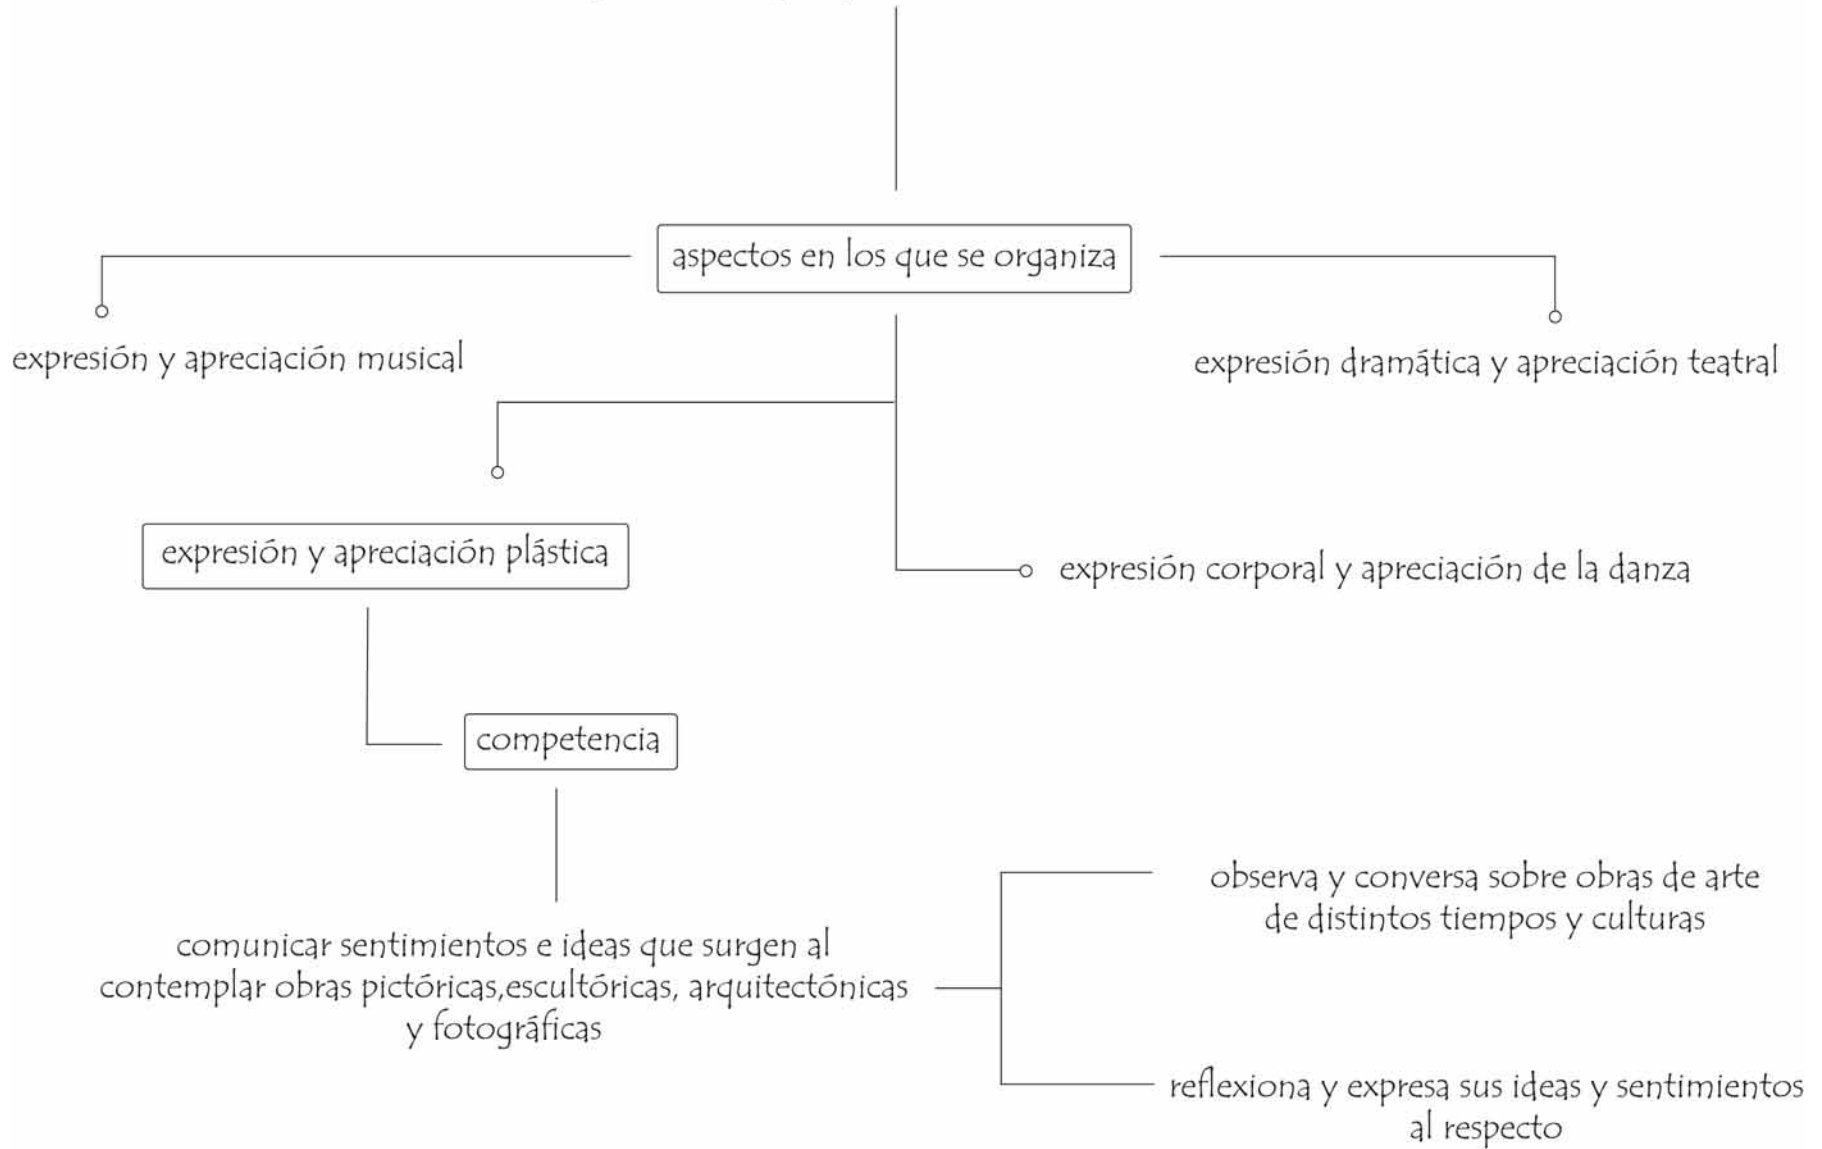 aspectos en los que se organiza
expresión y apreciación musical
expresión dramática y apreciación teatral
expresión y apreciación plástica
expresión corporal y apreciación de la danza
competencia
comunicar sentimientos e ideas que surgen al
contemplar obras pictóricas,escultóricas, arquitectónicas
y fotográficas
observa y conversa sobre obras de arte
de distintos tiempos y culturas
reflexiona y expresa sus ideas y sentimientos
al respecto